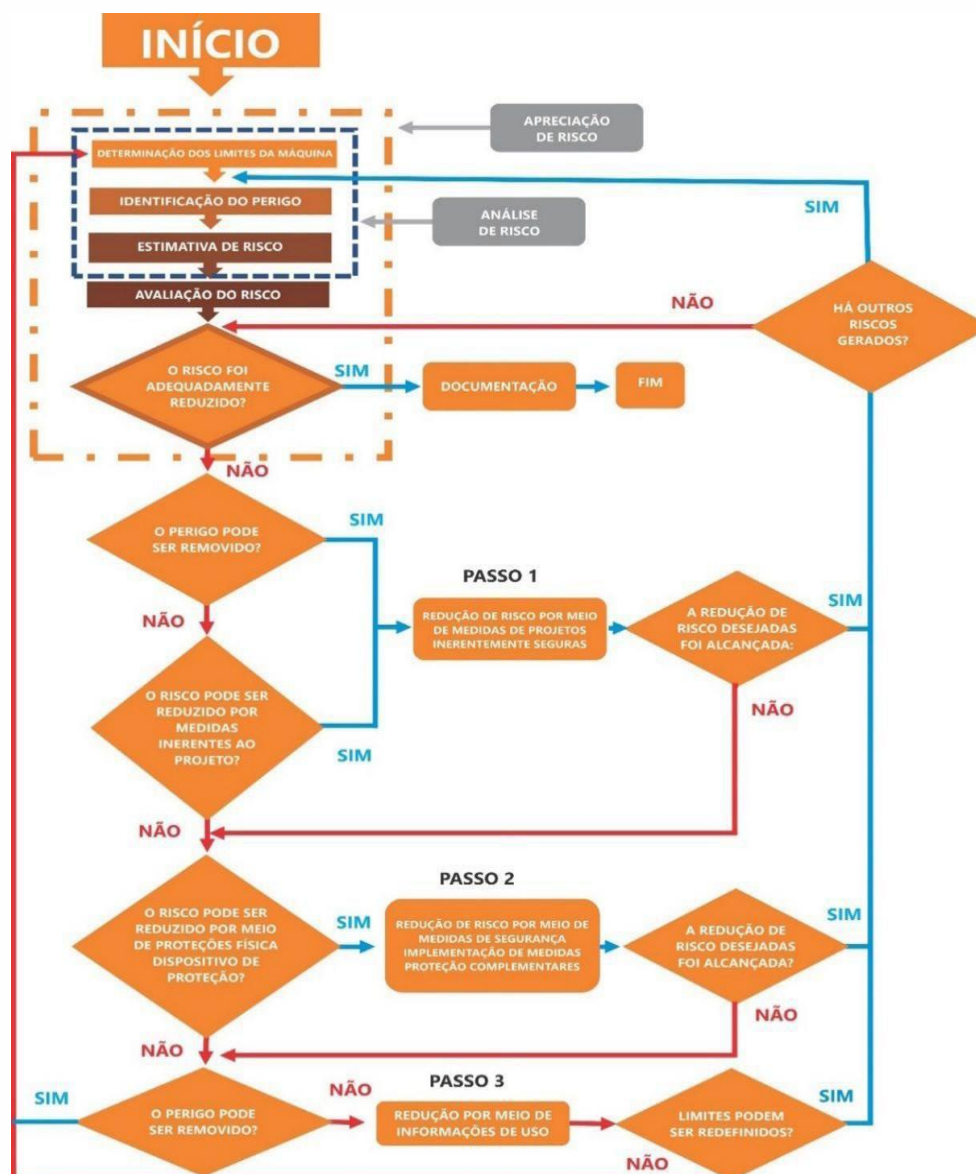 INÍCIO
APRECIAÇÃO
DE RISCO
DETERMINAÇÃO DOS LIMITES DA MÁQUINA
IDENTIFICAÇÃO DO PERIGO
SIM
ANÁLISE
DE RISCO
ESTIMATIVA DE RISCO
AVALIAÇÃO DO RISCO
NÃO
HÁ OUTROS
RISCOS
GERADOS?
O RISCO FOI
ADEQUADAMENTE
REDUZIDO?
SIM
DOCUMENTAÇÃO
FIM
NÃO
O PERIGO PODE
SER REMOVIDO?
SIM
PASSO 1
NÃO
REDUÇÃO DE RISCO POR MEIO
DE MEDIDAS DE PROJETOS
INERENTEMENTE SEGURAS
A REDUÇÃO DE
RISCO DESEJADAS
FOI ALCANÇADA:
SIM
O RISCO PODE SER
REDUZIDO POR
MEDIDAS
INERENTES AO
PROJETO?
SIM
NÃO
NÃO
PASSO 2
O RISCO PODE SER
REDUZIDO POR MEIO
DE PROTEÇÕES FÍSICA
DISPOSITIVO DE
PROTEÇÃO?
SIM
REDUÇÃO DE RISCO POR MEIO DE
MEDIDAS DE SEGURANÇA
IMPLEMENTAÇÃO DE MEDIDAS
PROTEÇÃO COMPLEMENTARES
A REDUÇÃO DE
RISCO DESEJADAS
FOI ALCANÇADA?
SIM
NÃO
NÃO
PASSO 3
SIM
O PERIGO PODE
SER REMOVIDO?
NÃO
REDUÇÃO POR MEIO DE
INFORMAÇÕES DE USO
NÃO
LIMITES PODEM
SER REDEFINIDOS?
SIM